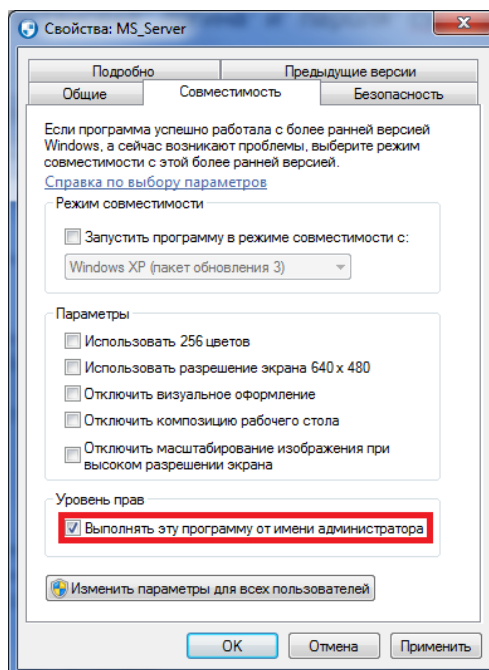 Свойства: MS_Server
Подробно
Предыдущие версии
Общие
Совместимость
Безопасность
Если программа успешно работала с более ранней версией
Windows, а сейчас возникают проблемы, выберите режим
совместимости с этой более ранней версией.
Справка по выбору параметров
Режим совместимости
Запустить программу в режиме совместимости с:
Windows XP (пакет обновления 3)
Параметры
Использовать 256 цветов
Использовать разрешение экрана 640 x 480
Отключить визуальное оформление
Отключить композицию рабочего стола
Отключить масштабирование изображения при
высоком разрешении экрана
Уровень прав
Выполнять эту программу от имени администратора
Изменить параметры для всех пользователей
OK
Отмена
Применить